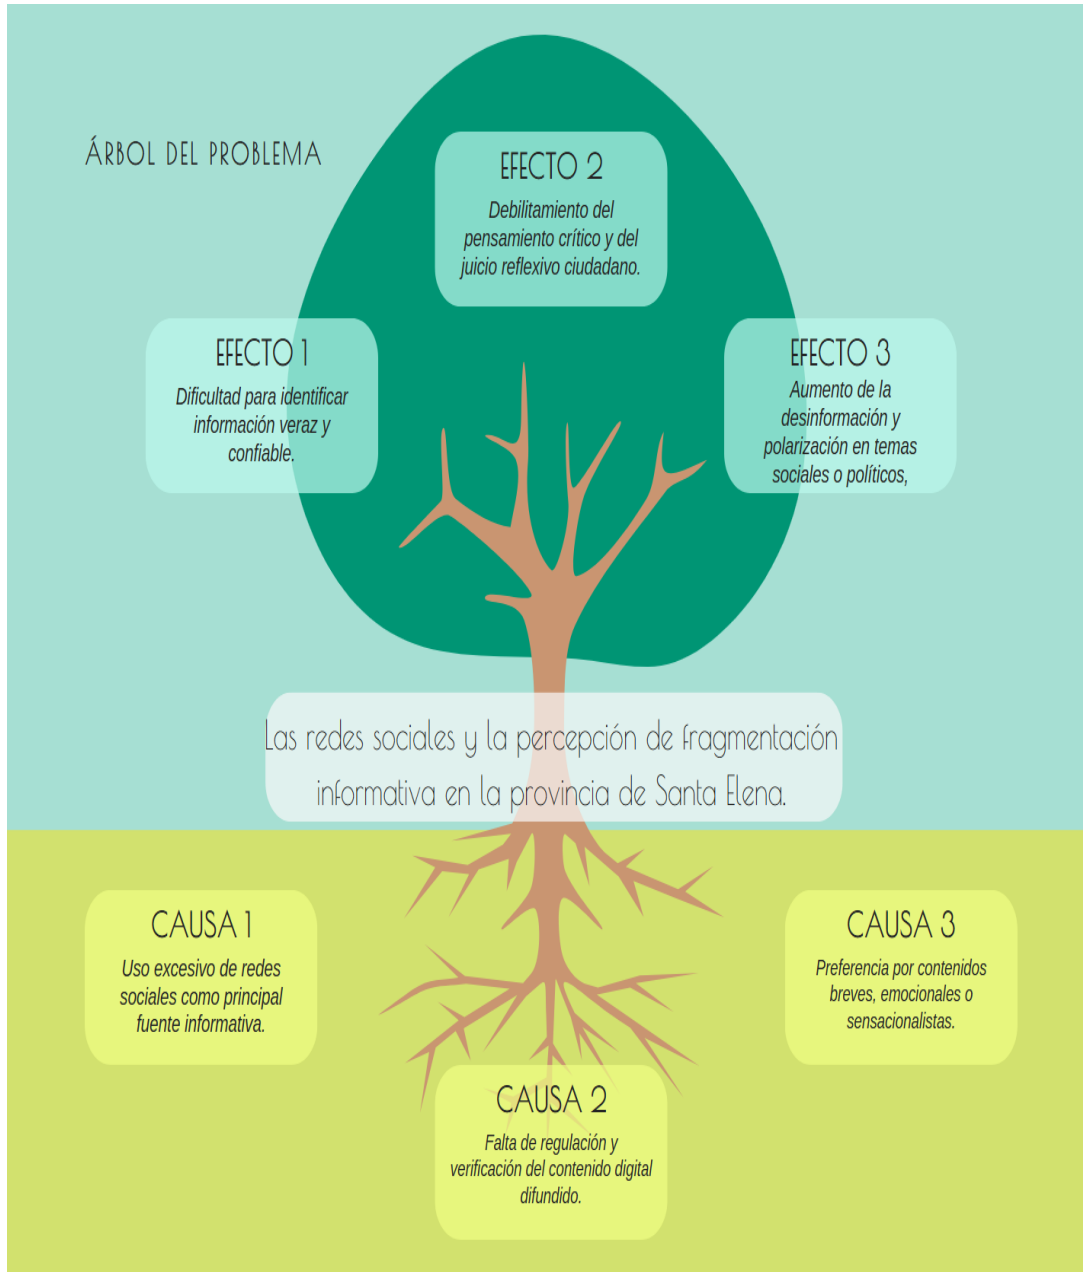 ÁRBOL DEL PROBLEMA
EFECTO 2
Debilitamiento del
pensamiento crítico y del
juicio reflexivo ciudadano.
EFECTO 1
Dificultad para identificar
información veraz y
confiable.
EFECTO 3
Aumento de la
desinformación y
polarización en temas
sociales o políticos,
Las redes sociales y la percepción de fragmentación
informativa en la provincia de Santa Elena.
CAUSA 1
Uso excesivo de redes
sociales como principal
fuente informativa.
CAUSA 3
Preferencia por contenidos
breves, emocionales o
sensacionalistas.
CAUSA 2
Falta de regulación y
verificación del contenido digital
difundido.